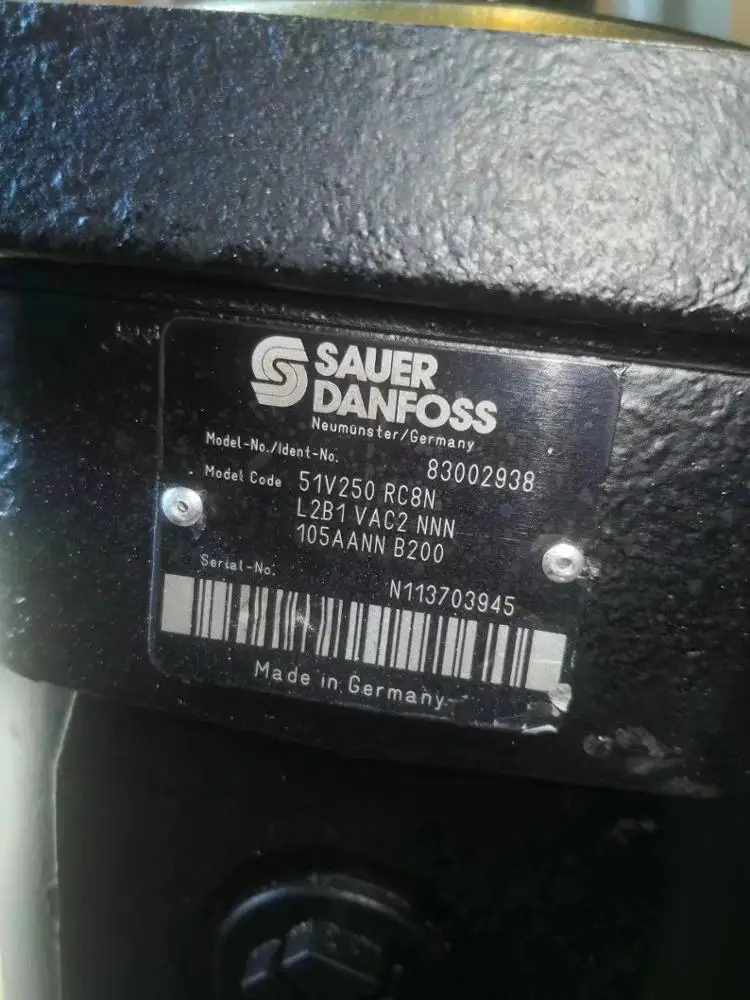 SAUER
DANFOSS
Neumünster/Germany
Model-No./Ident-No. 83002938
Model Code 51V250 RC8N
L2B1 VAC2 NNN
105AANN B200
Serial-No. N113703945
Made in Germany